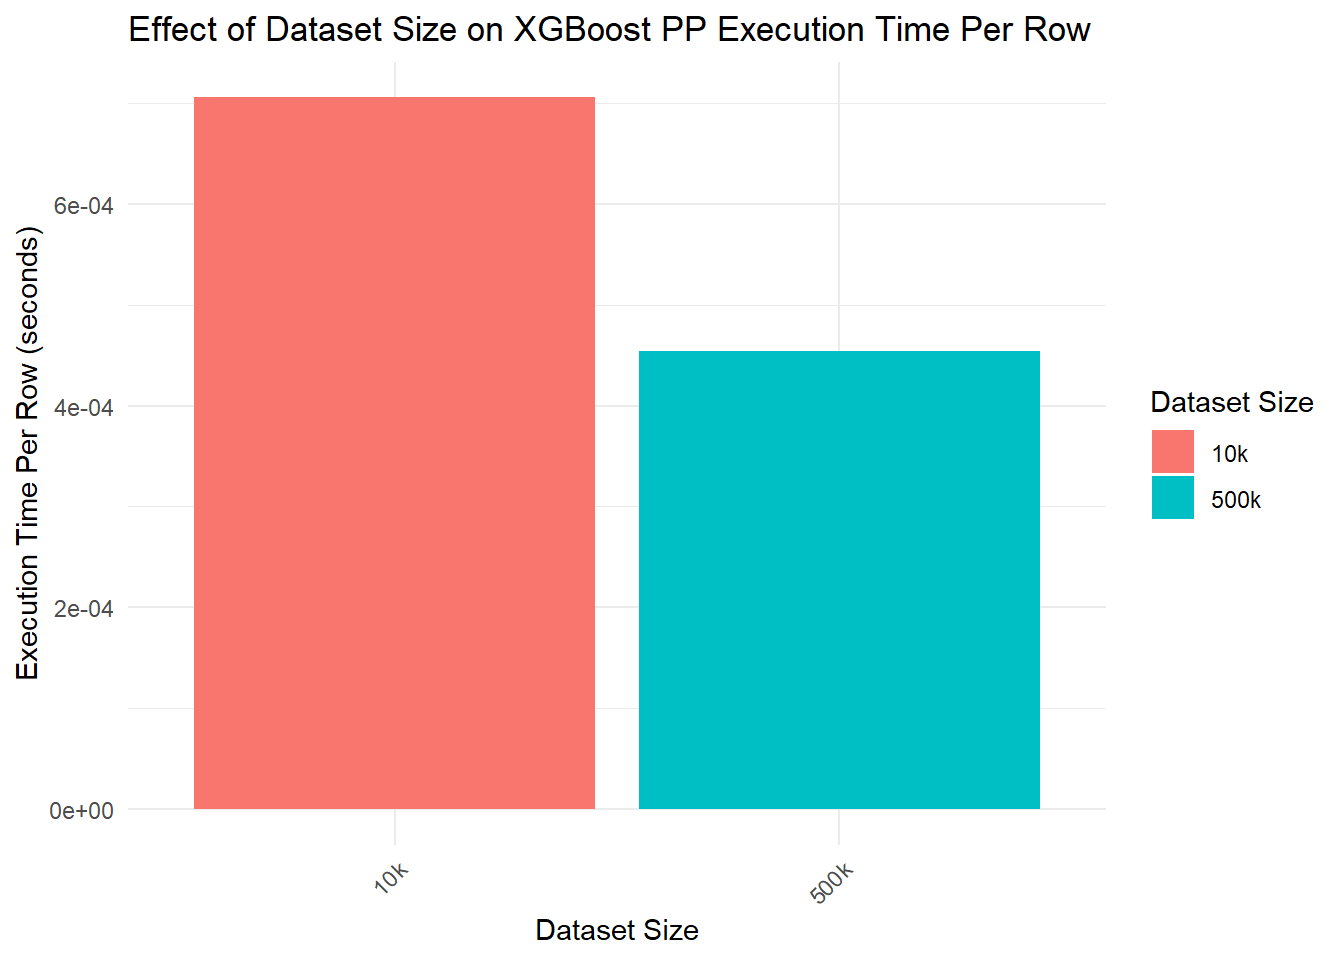 Effect of Dataset Size on XGBoost PP Execution Time Per Row
Execution Time Per Row (seconds)
6e-04
4e-04
2e-04
0e+00
10k
500k
Dataset Size
Dataset Size
10k
500k